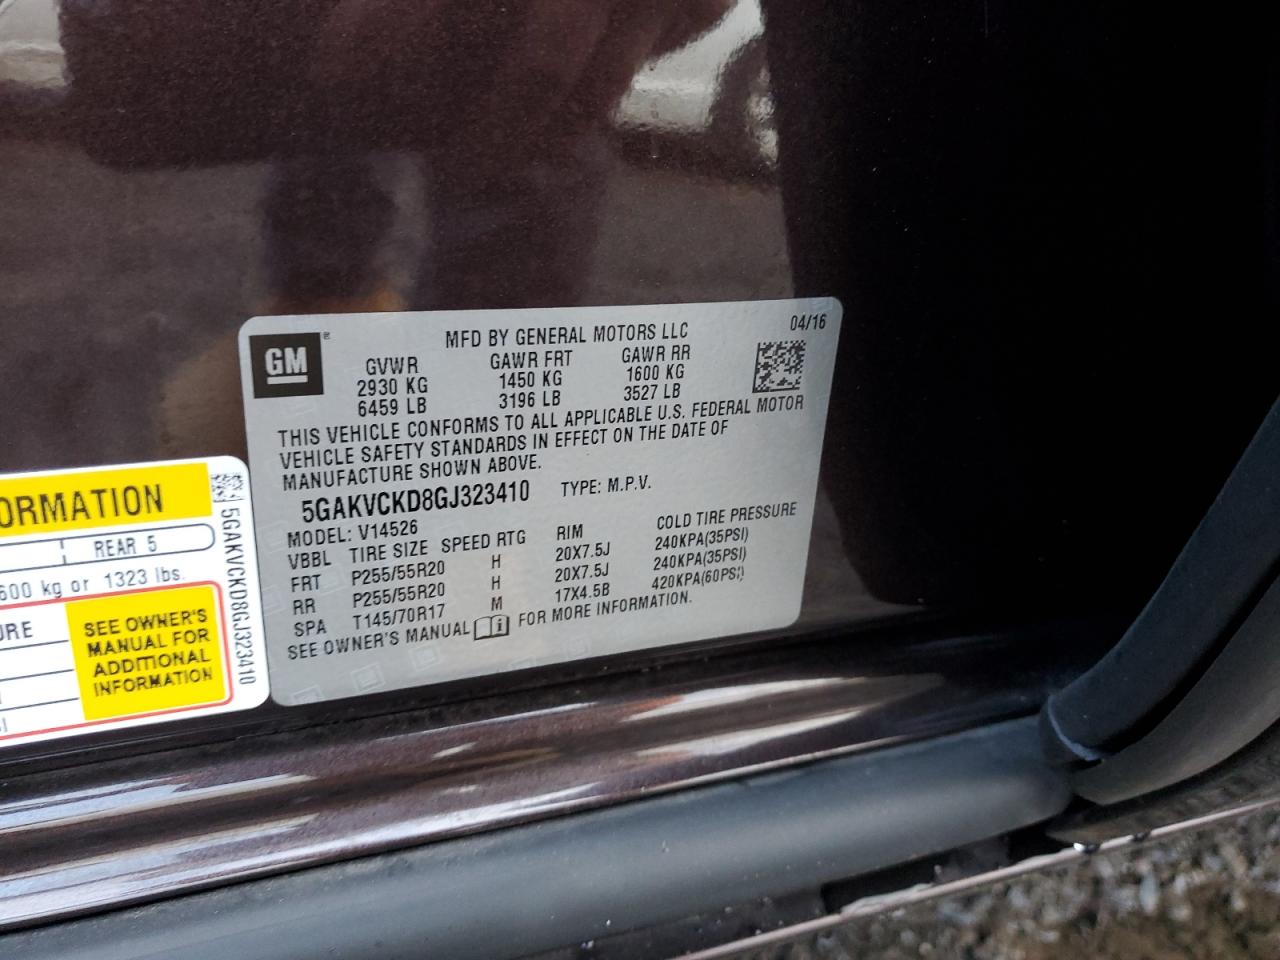 GM ®
MFD BY GENERAL MOTORS LLC 04/16
GVWR GAWR FRT GAWR RR
2930 KG 1450 KG 1600 KG
6459 LB 3196 LB 3527 LB
THIS VEHICLE CONFORMS TO ALL APPLICABLE U.S. FEDERAL MOTOR
VEHICLE SAFETY STANDARDS IN EFFECT ON THE DATE OF
MANUFACTURE SHOWN ABOVE.
5GAKVCKD8GJ323410 TYPE: M.P.V.
MODEL: V14526
VBBL TIRE SIZE SPEED RTG RIM COLD TIRE PRESSURE
FRT P255/55R20 H 20X7.5J 240KPA(35PSI)
RR P255/55R20 H 20X7.5J 240KPA(35PSI)
SPA T145/70R17 M 17X4.5B 420KPA(60PSI)
SEE OWNER'S MANUAL FOR MORE INFORMATION.
ORMATION
REAR 5
600 kg or 1323 lbs.
URE
SEE OWNER'S
MANUAL FOR
ADDITIONAL
INFORMATION
5GAKVCKD8GJ323410